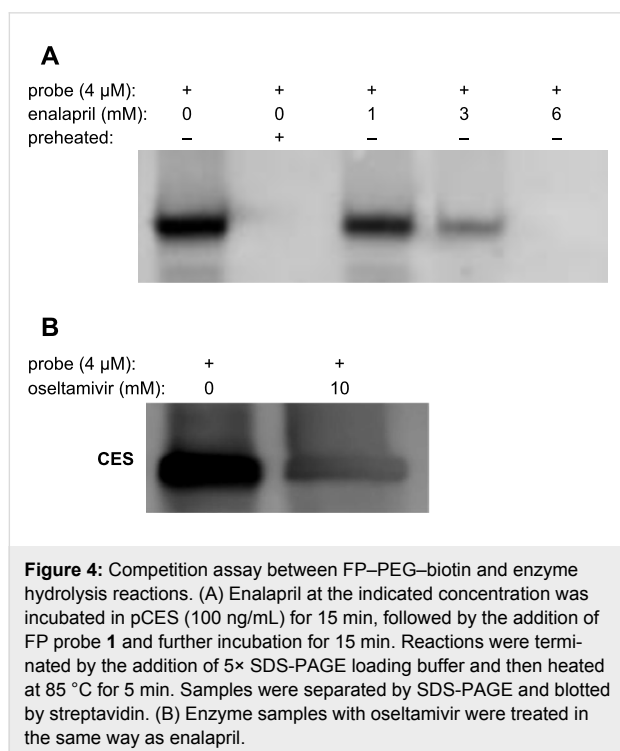 A
probe (4 µM): + + + + +
enalapril (mM): 0 0 1 3 6
preheated: – + – – –
B
probe (4 µM): + +
oseltamivir (mM): 0 10
CES
Figure 4: Competition assay between FP–PEG–biotin and enzyme
hydrolysis reactions. (A) Enalapril at the indicated concentration was
incubated in pCES (100 ng/mL) for 15 min, followed by the addition of
FP probe 1 and further incubation for 15 min. Reactions were termi-
nated by the addition of 5× SDS-PAGE loading buffer and then heated
at 85 °C for 5 min. Samples were separated by SDS-PAGE and blotted
by streptavidin. (B) Enzyme samples with oseltamivir were treated in
the same way as enalapril.